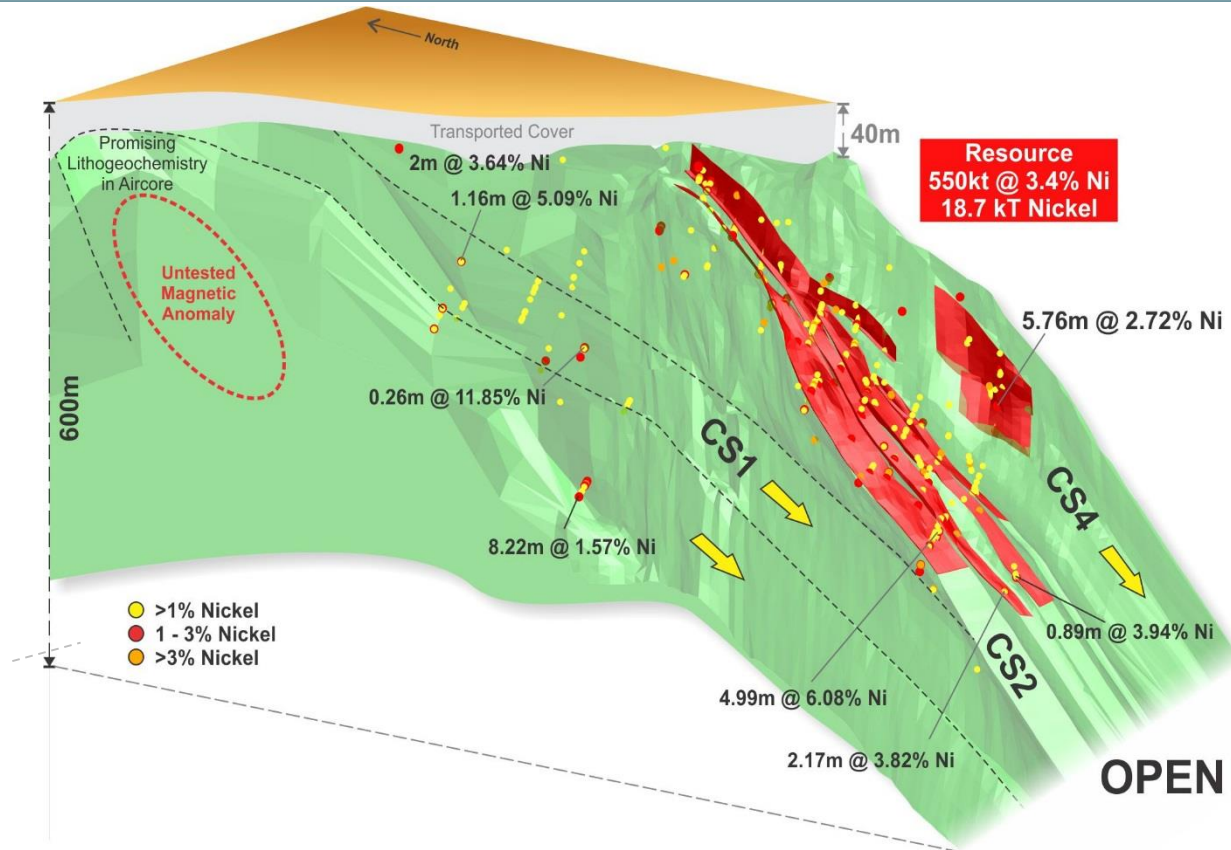 North
Transported Cover
40m
Promising
Lithogeochemistry
in Aircore
2m @ 3.64% Ni
1.16m @ 5.09% Ni
Resource
550kt @ 3.4% Ni
18.7 kT Nickel
Untested
Magnetic
Anomaly
5.76m @ 2.72% Ni
0.26m @ 11.85% Ni
600m
CS1
CS4
8.22m @ 1.57% Ni
>1% Nickel
1 - 3% Nickel
>3% Nickel
0.89m @ 3.94% Ni
CS2
4.99m @ 6.08% Ni
2.17m @ 3.82% Ni
OPEN